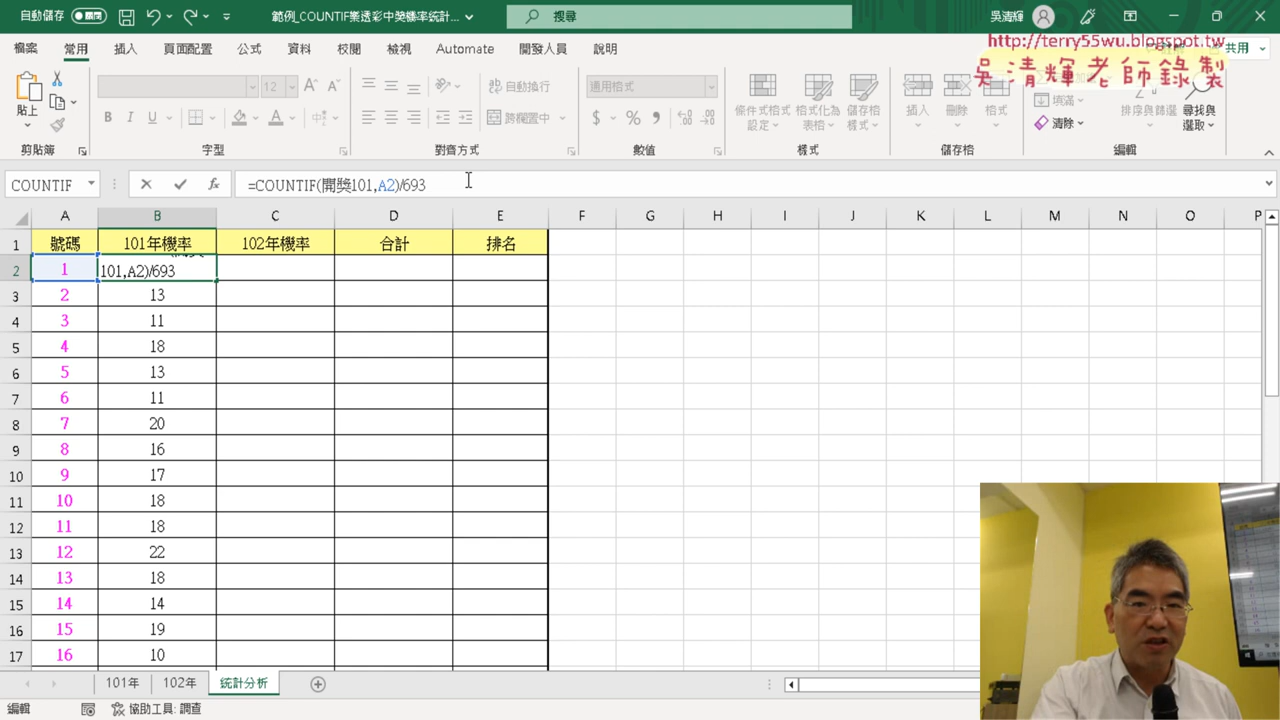 自動儲存 開啟 範例_COUNTIF樂透彩中獎機率統計... 搜尋 吳清輝
http://terry55wu.blogspot.tw
吳清輝老師錄製
檔案 常用 插入 頁面配置 公式 資料 校閱 檢視 Automate 開發人員 說明 共用
貼上 12 自動換行 通用格式 條件式格式設定 格式化為表格 儲存格樣式 插入 刪除 格式 填滿 清除 排序與篩選 尋找與選取
B I U 跨欄置中 $ %
剪貼簿 字型 對齊方式 數值 樣式 儲存格 編輯
COUNTIF fx =COUNTIF(開獎101,A2)/693
A B C D E F G H I J K L M N O P
1 號碼 101年機率 102年機率 合計 排名
2 1 101,A2)/693
3 2 13
4 3 11
5 4 18
6 5 13
7 6 11
8 7 20
9 8 16
10 9 17
11 10 18
12 11 18
13 12 22
14 13 18
15 14 14
16 15 19
17 16 10
101年 102年 統計分析
編輯 協助工具: 調查